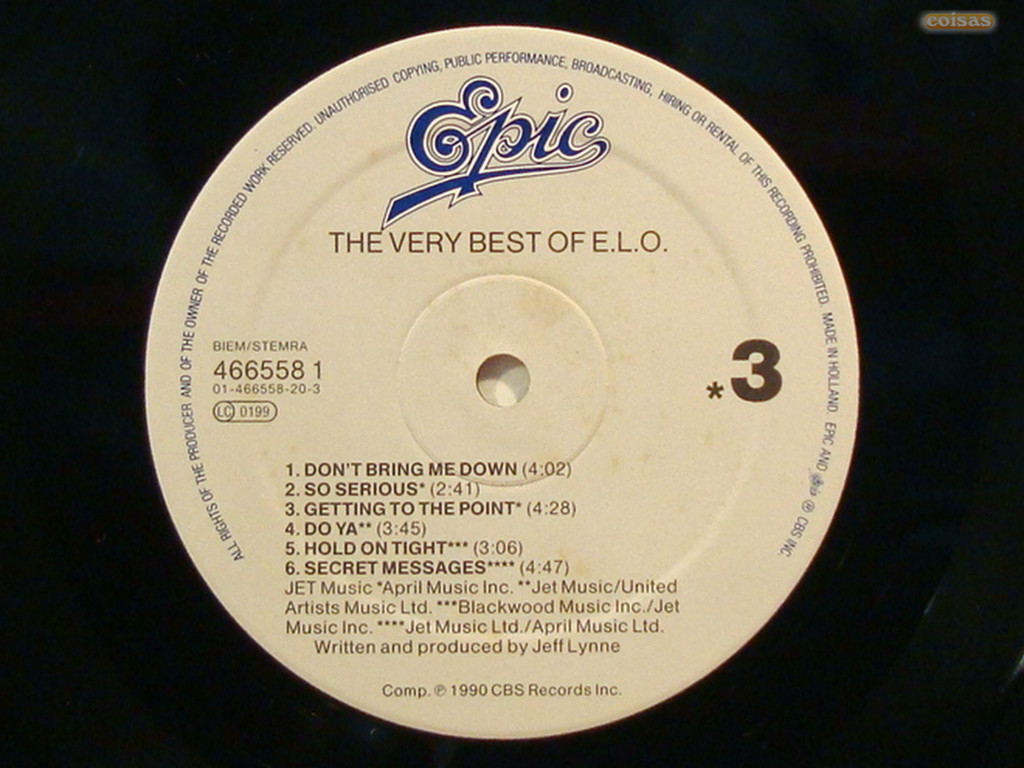 coisas
ALL RIGHTS OF THE PRODUCER AND OF THE OWNER OF THE RECORDED WORK RESERVED. UNAUTHORISED COPYING, PUBLIC PERFORMANCE, BROADCASTING, HIRING OR RENTAL OF THIS RECORDING PROHIBITED. MADE IN HOLLAND. EPIC AND Epic ℗ CBS INC.
Epic
THE VERY BEST OF E.L.O.
BIEM/STEMRA
466558 1
01-466558-20-3
LC 0199
*3
1. DON'T BRING ME DOWN (4:02)
2. SO SERIOUS* (2:41)
3. GETTING TO THE POINT* (4:28)
4. DO YA** (3:45)
5. HOLD ON TIGHT*** (3:06)
6. SECRET MESSAGES**** (4:47)
JET Music *April Music Inc. **Jet Music/United
Artists Music Ltd. ***Blackwood Music Inc./Jet
Music Inc. ****Jet Music Ltd./April Music Ltd.
Written and produced by Jeff Lynne
Comp. ℗ 1990 CBS Records Inc.